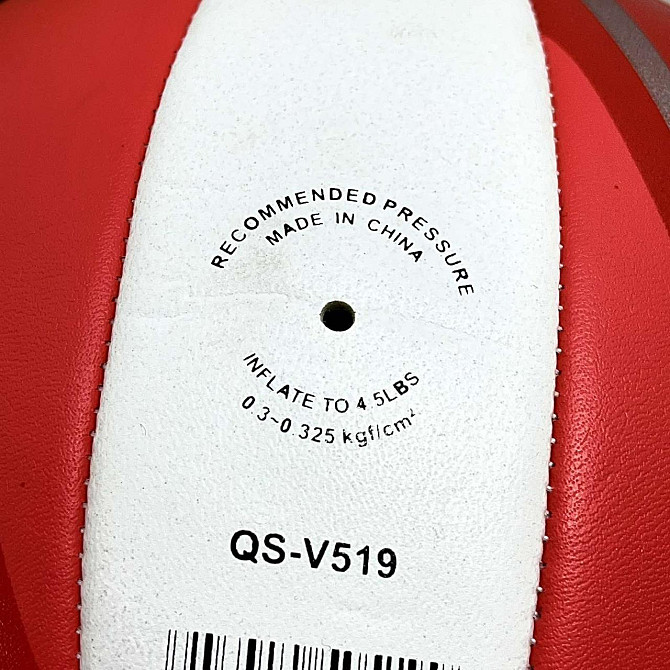 RECOMMENDED PRESSURE
MADE IN CHINA
INFLATE TO 4.5LBS
0.3~0.325 kgf/cm²
QS-V519